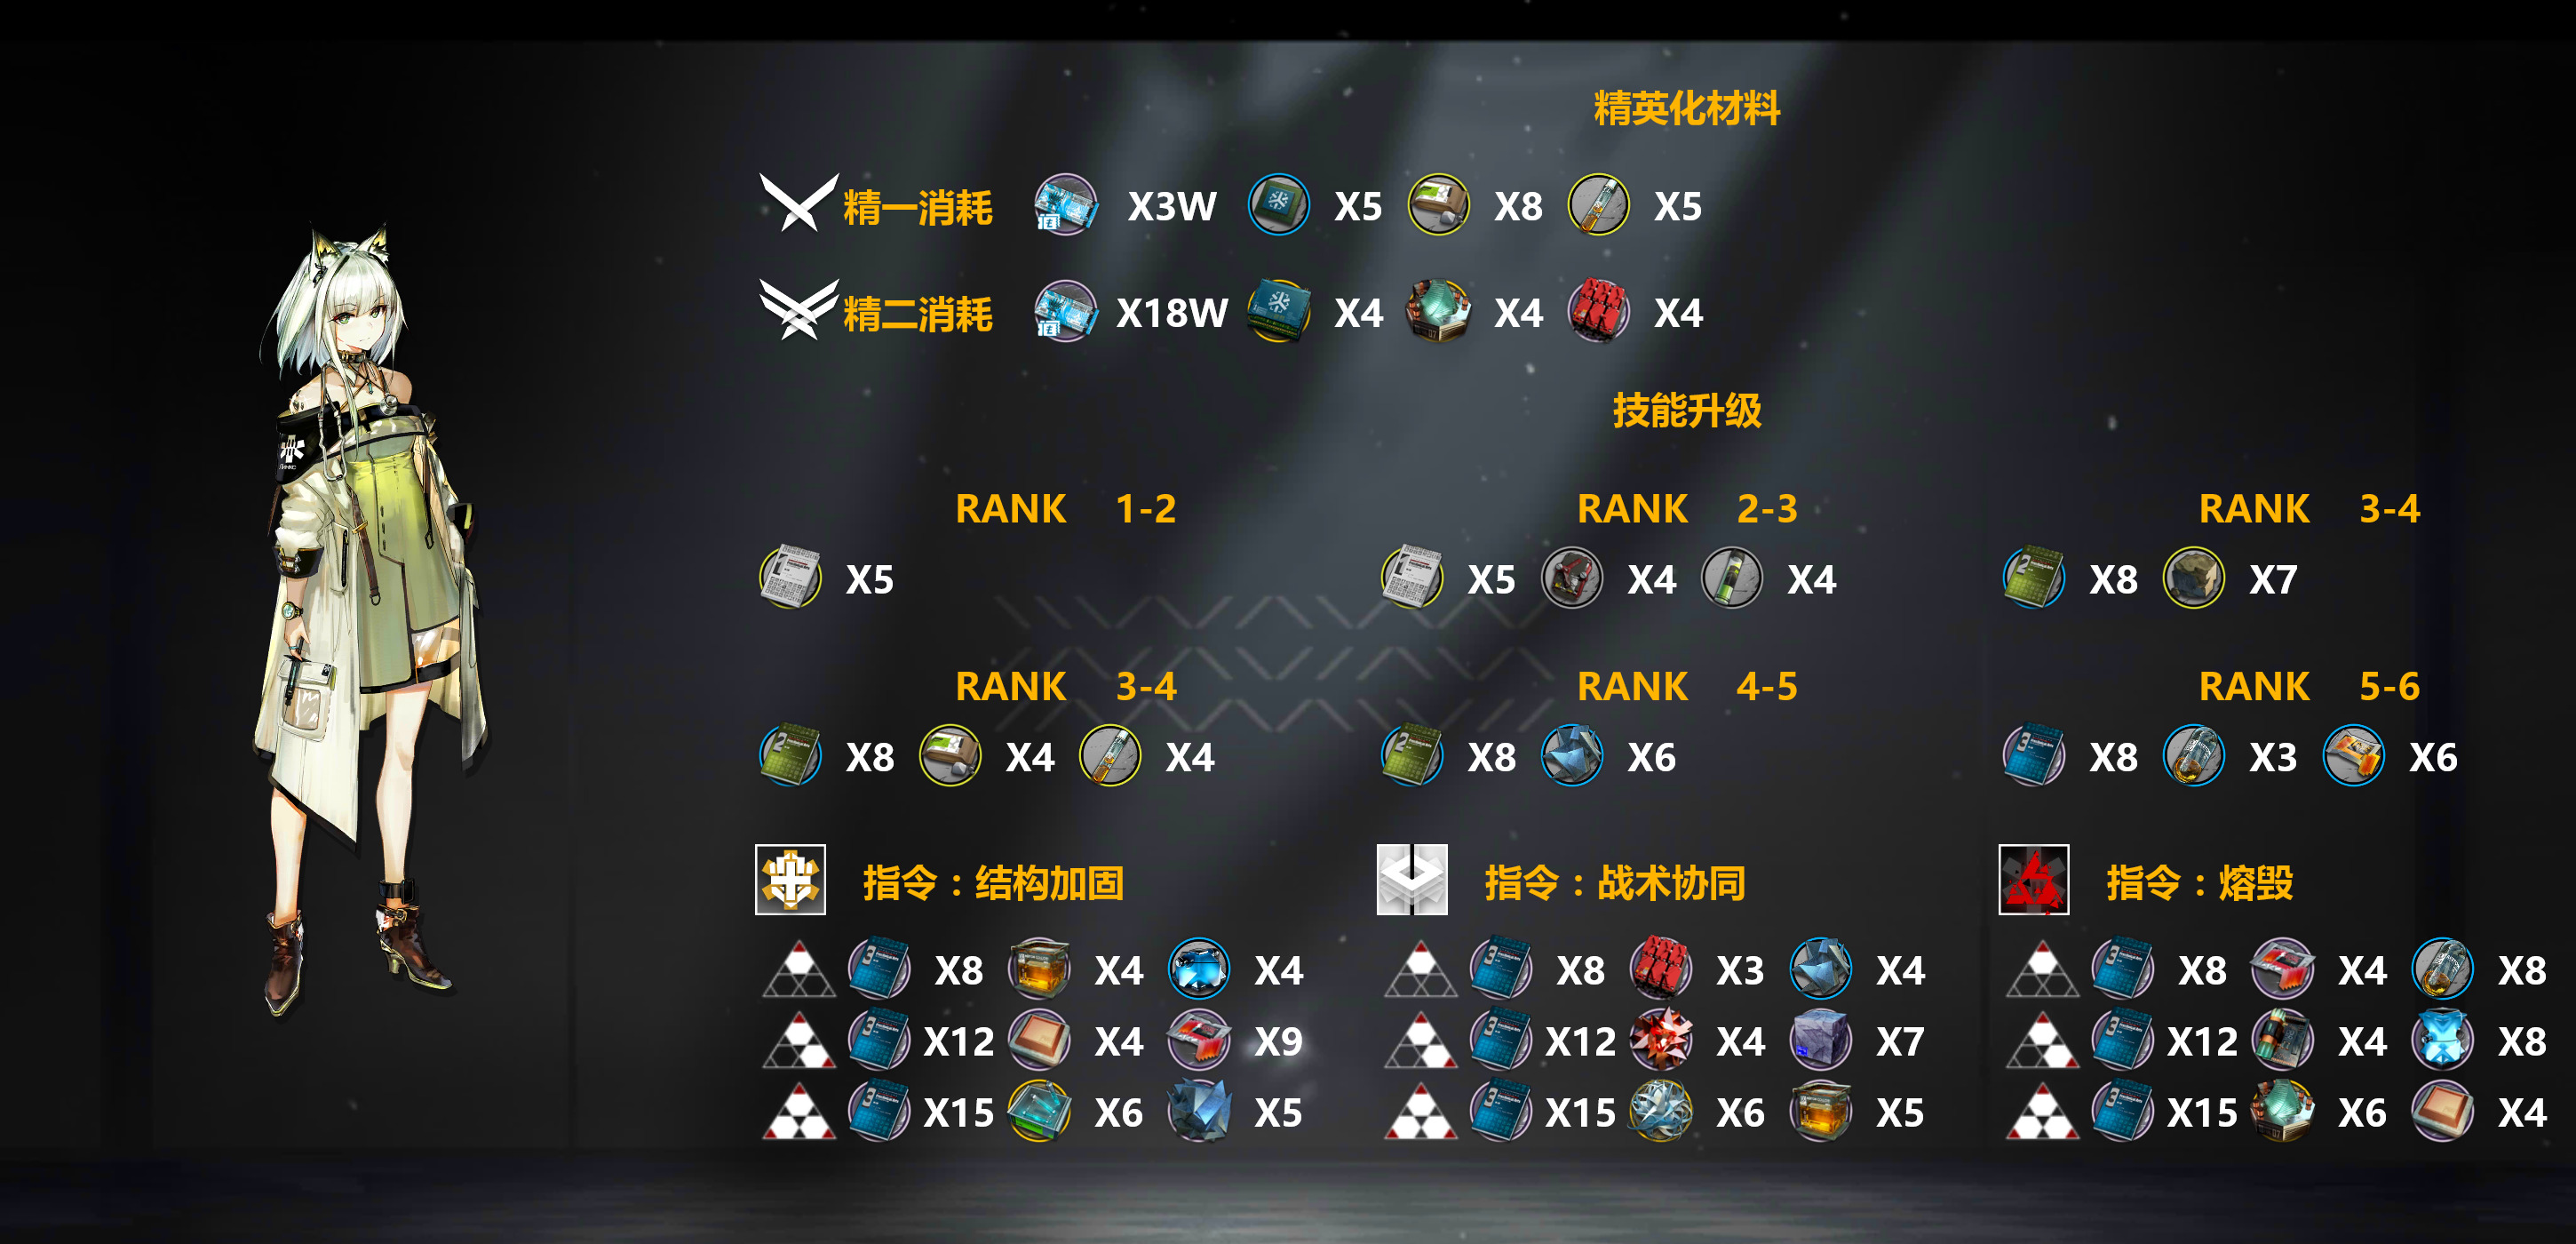 精英化材料
精一消耗 X3W X5 X8 X5
精二消耗 X18W X4 X4 X4
技能升级
RANK 1-2 RANK 2-3 RANK 3-4
X5 X5 X4 X4 X8 X7
RANK 3-4 RANK 4-5 RANK 5-6
X8 X4 X4 X8 X6 X8 X3 X6
指令：结构加固 指令：战术协同 指令：熔毁
X8 X4 X4 X8 X3 X4 X8 X4 X8
X12 X4 X9 X12 X4 X7 X12 X4 X8
X15 X6 X5 X15 X6 X5 X15 X6 X4